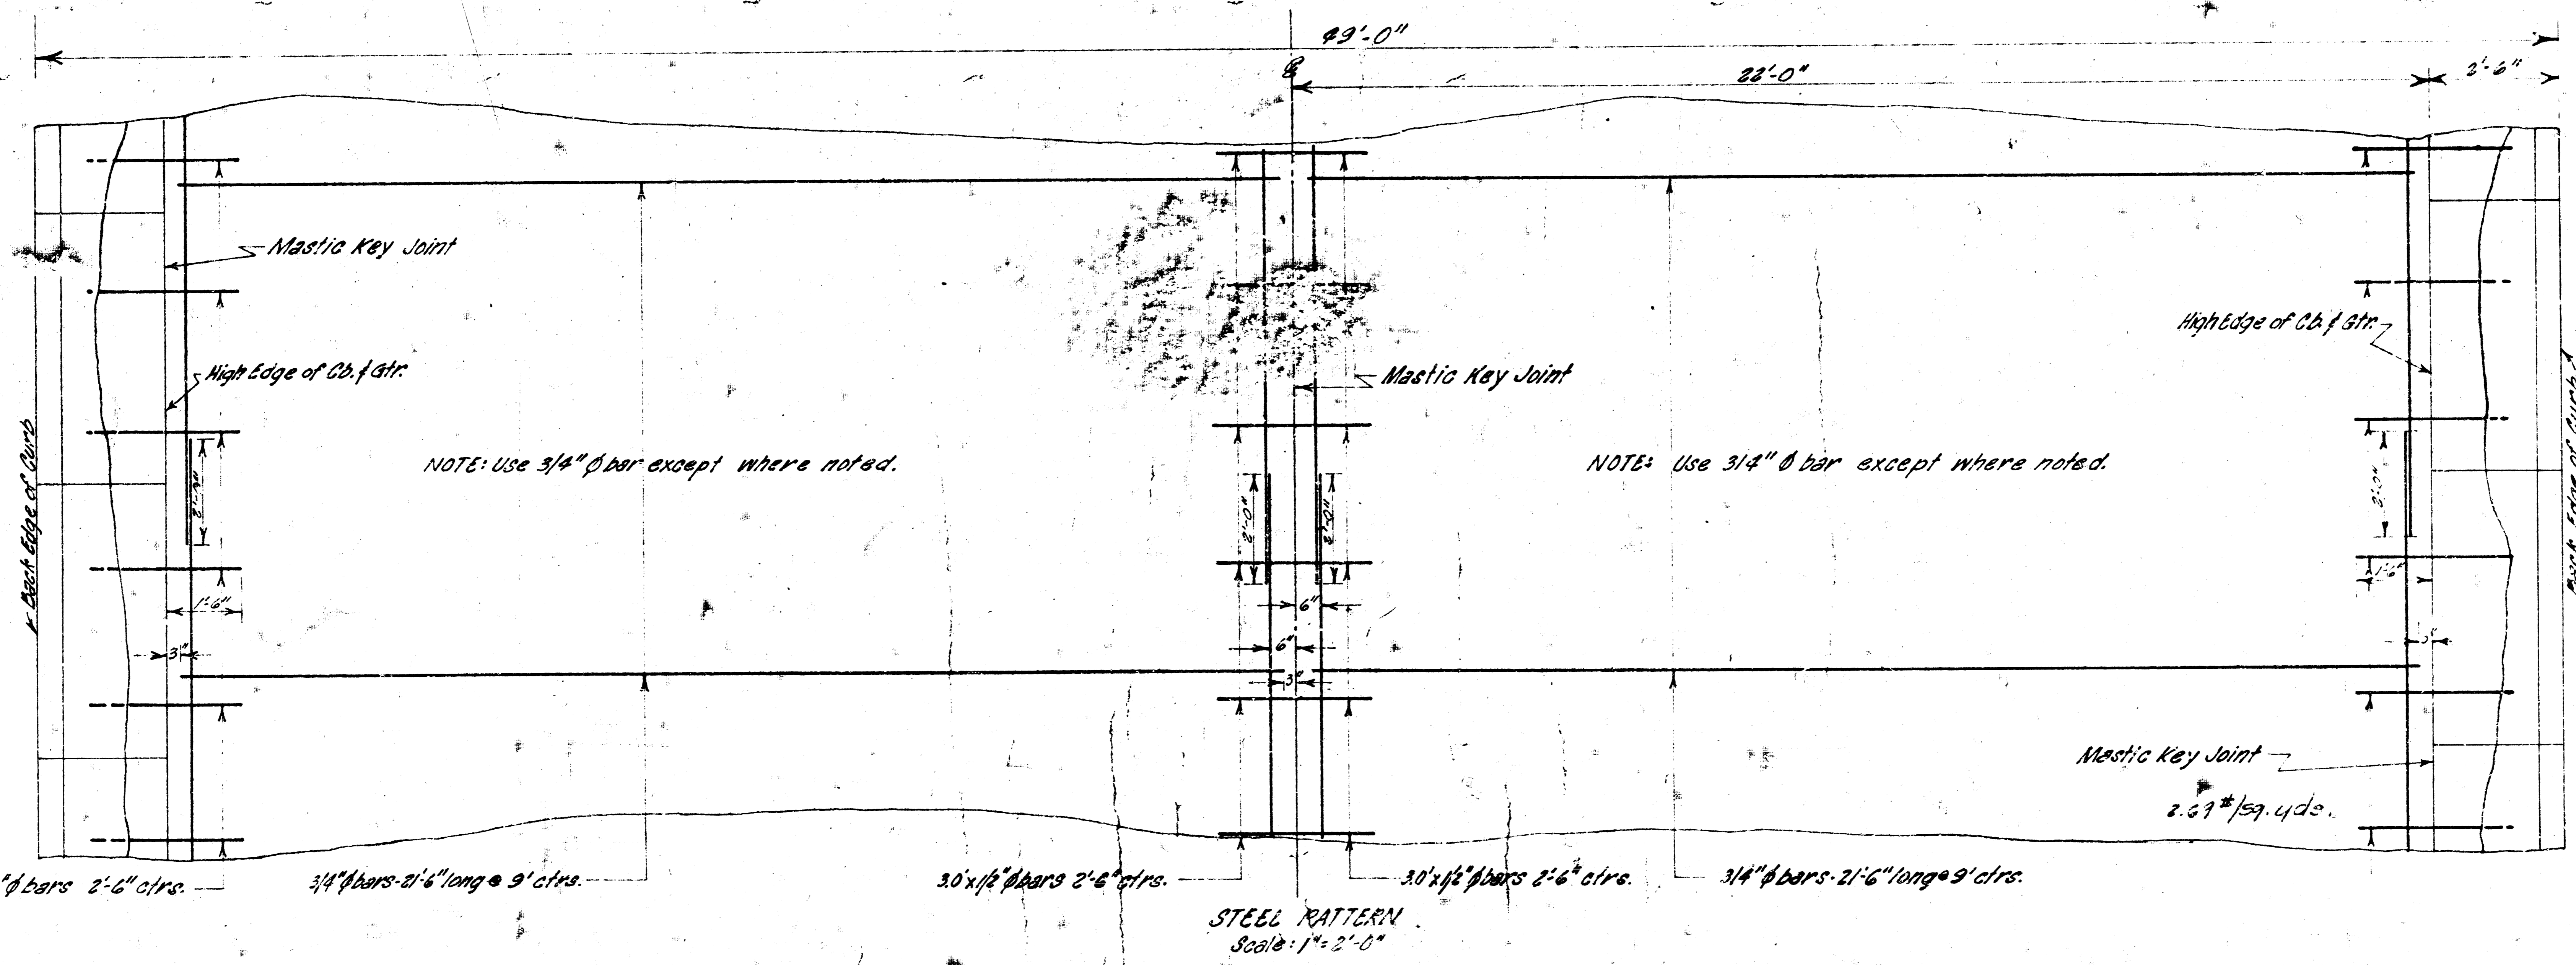 49'-0"
℄
22'-0"
2'-6"
Mastic Key Joint
High Edge of Cb. & Gtr.
High Edge of Cb. & Gtr.
Mastic Key Joint
Back Edge of Curb
Back Edge of Curb
NOTE: Use 3/4" ϕ bar except where noted.
NOTE: Use 3/4" ϕ bar except where noted.
2'-0"
2'-0"
2'-0"
2'-0"
1'-6"
1'-6"
6"
6"
3"
3"
3"
Mastic Key Joint
2.69#/sq. yds.
"ϕ bars 2'-6" ctrs.
3/4" ϕ bars-21'-6" long @ 9' ctrs.
3.0'x1/2" ϕ bars 2'-6" ctrs.
3.0'x1/2" ϕ bars 2'-6" ctrs.
3/4" ϕ bars-21'-6" long @ 9' ctrs.
STEEL PATTERN
Scale: 1"=2'-0"